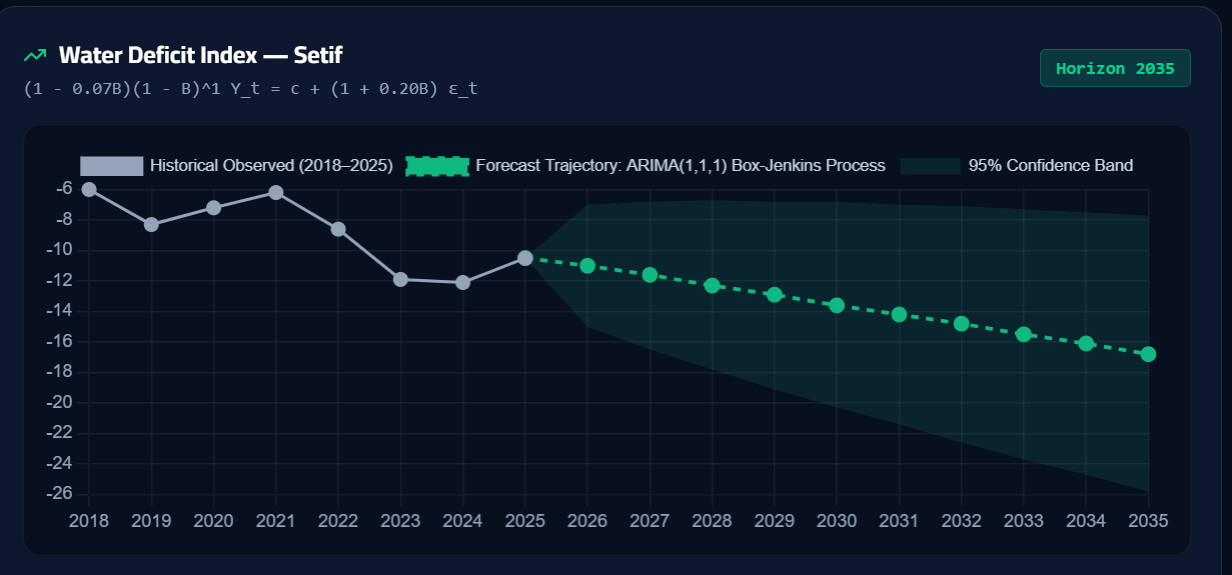 Water Deficit Index — Setif
(1 - 0.07B)(1 - B)^1 Y_t = c + (1 + 0.20B) ε_t
Horizon 2035
Historical Observed (2018–2025) Forecast Trajectory: ARIMA(1,1,1) Box-Jenkins Process 95% Confidence Band
-6
-8
-10
-12
-14
-16
-18
-20
-22
-24
-26
2018 2019 2020 2021 2022 2023 2024 2025 2026 2027 2028 2029 2030 2031 2032 2033 2034 2035